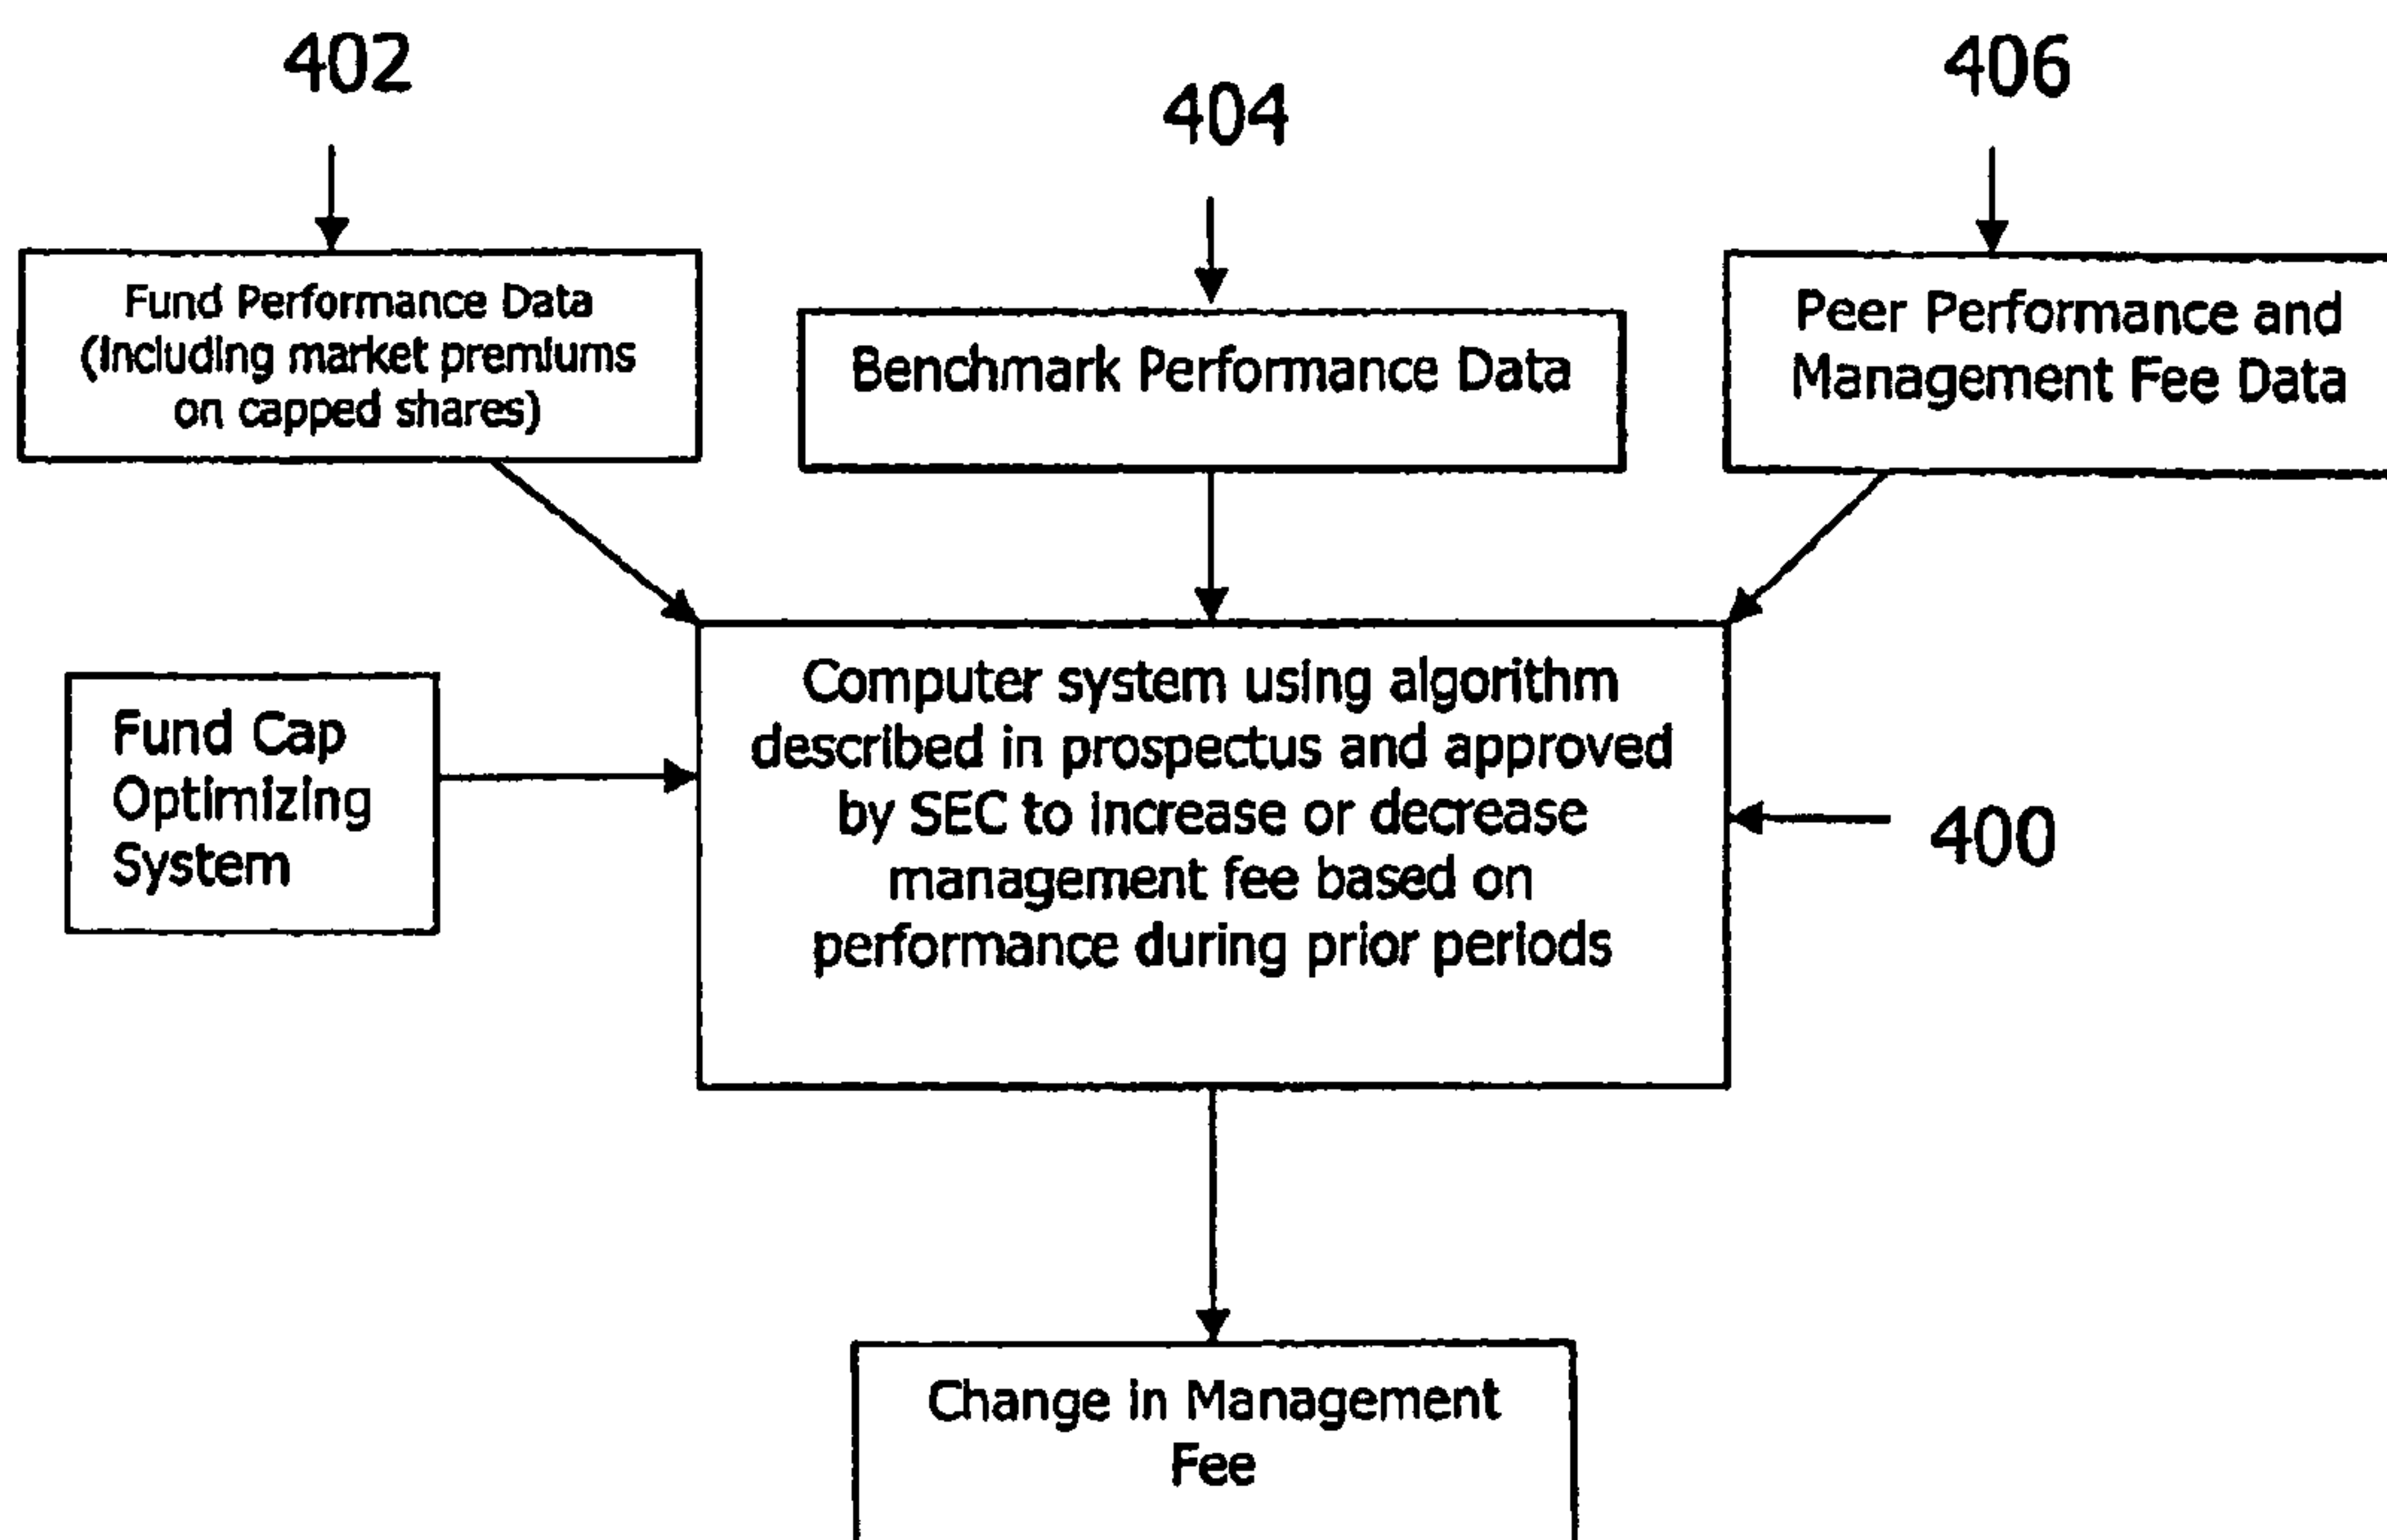 402
404
406
Fund Performance Data
(including market premiums
on capped shares)
Benchmark Performance Data
Peer Performance and
Management Fee Data
Fund Cap
Optimizing
System
Computer system using algorithm
described in prospectus and approved
by SEC to increase or decrease
management fee based on
performance during prior periods
400
Change in Management
Fee